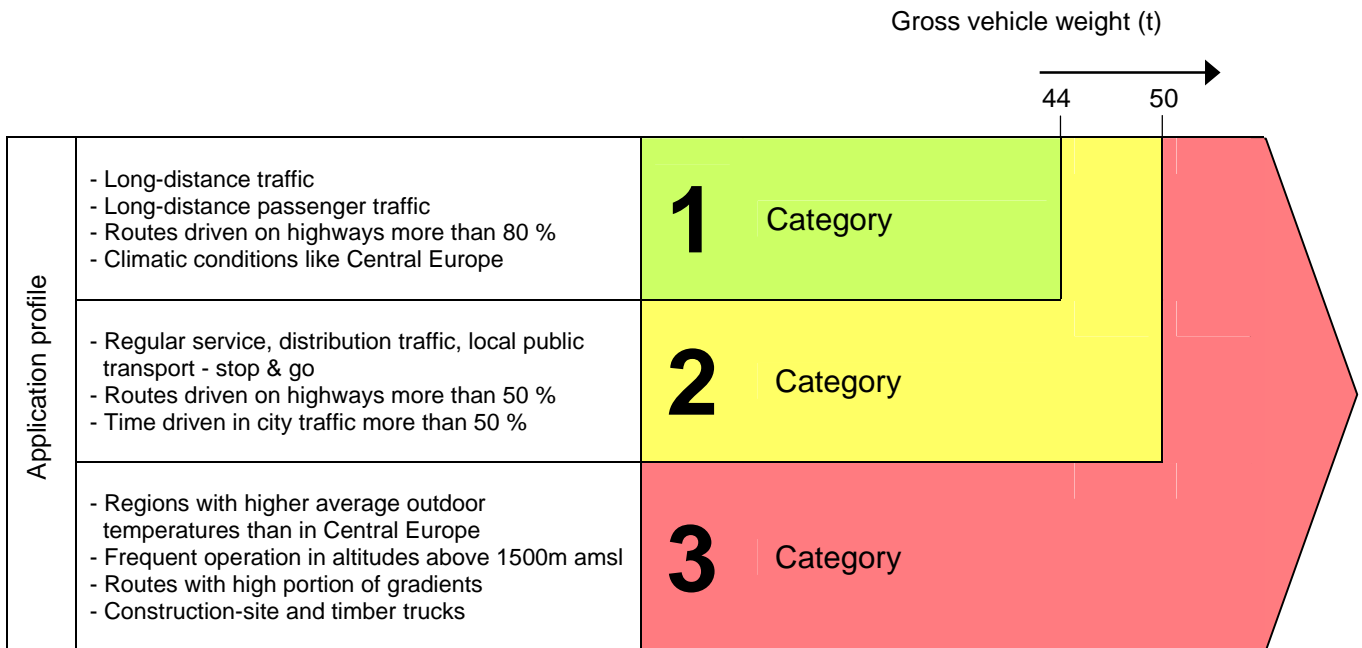 Gross vehicle weight (t)
44
50
Application profile
- Long-distance traffic
- Long-distance passenger traffic
- Routes driven on highways more than 80 %
- Climatic conditions like Central Europe
1
Category
- Regular service, distribution traffic, local public
transport - stop & go
- Routes driven on highways more than 50 %
- Time driven in city traffic more than 50 %
2
Category
- Regions with higher average outdoor
temperatures than in Central Europe
- Frequent operation in altitudes above 1500m amsl
- Routes with high portion of gradients
- Construction-site and timber trucks
3
Category